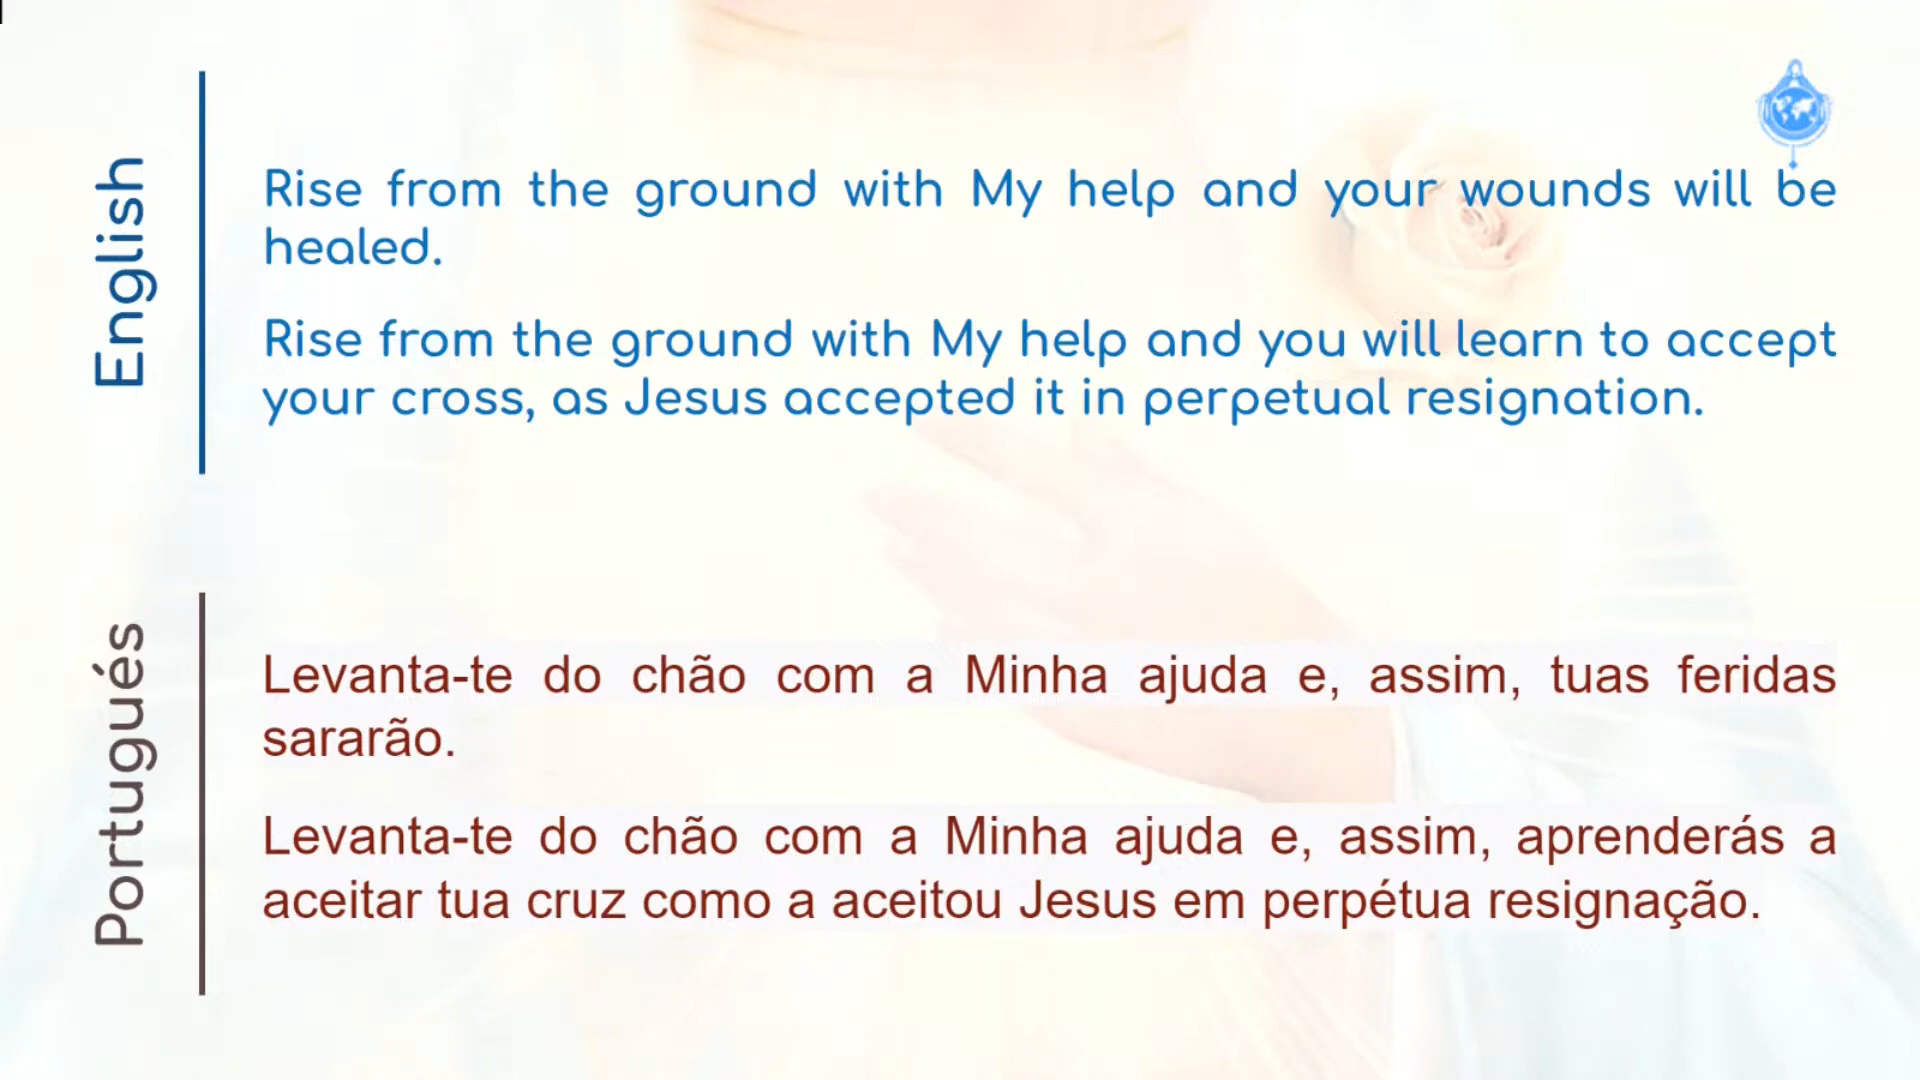 English
Rise from the ground with My help and your wounds will be
healed.
Rise from the ground with My help and you will learn to accept
your cross, as Jesus accepted it in perpetual resignation.
Portugués
Levanta-te do chão com a Minha ajuda e, assim, tuas feridas
sararão.
Levanta-te do chão com a Minha ajuda e, assim, aprenderás a
aceitar tua cruz como a aceitou Jesus em perpétua resignação.